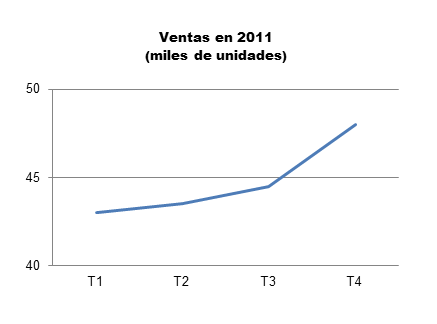 Ventas en 2011
(miles de unidades)
50
45
40
T1 T2 T3 T4